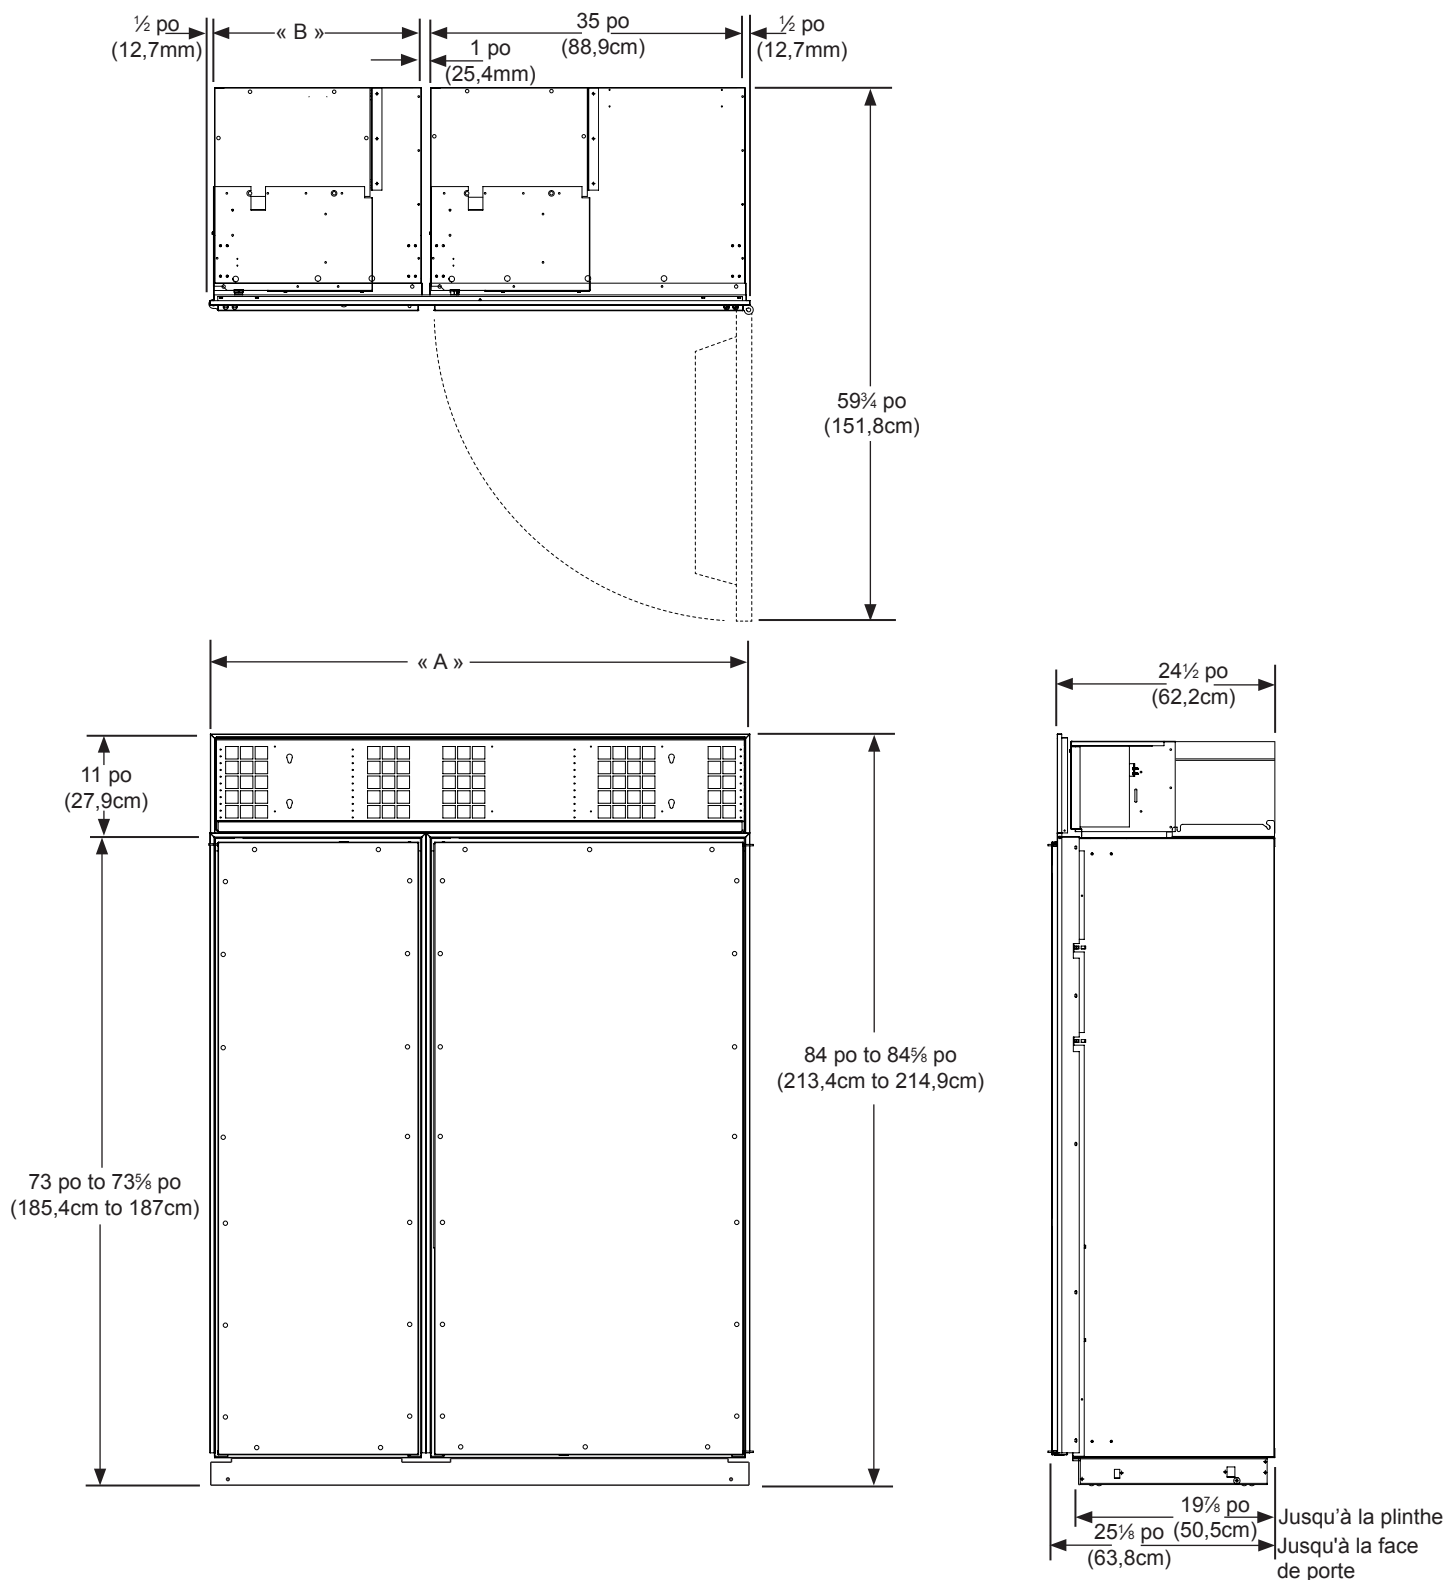 ½ po
(12,7mm)
« B »
1 po
(25,4mm)
35 po
(88,9cm)
½ po
(12,7mm)
59¾ po
(151,8cm)
« A »
24½ po
(62,2cm)
11 po
(27,9cm)
84 po to 84⅝ po
(213,4cm to 214,9cm)
73 po to 73⅝ po
(185,4cm to 187cm)
19⅞ po
(50,5cm)
Jusqu’à la plinthe
25⅛ po
(63,8cm)
Jusqu'à la face
de porte